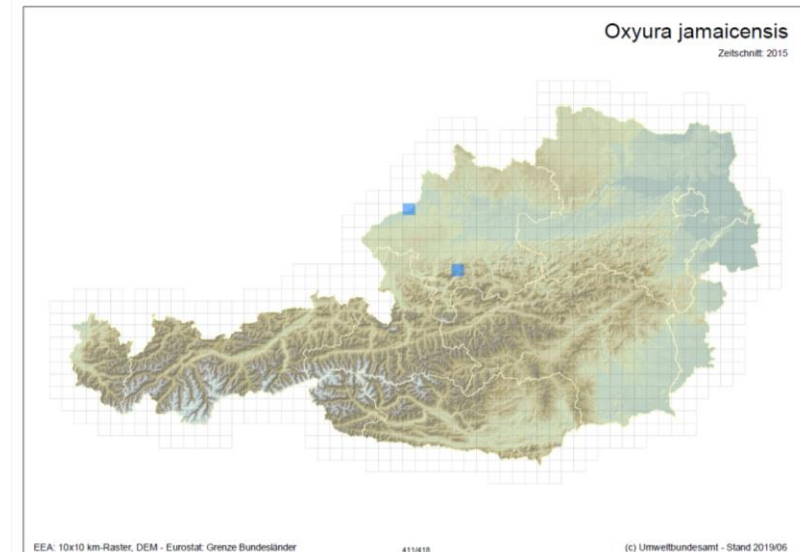 Oxyura jamaicensis
Zeitschnitt: 2015
EEA: 10x10 km-Raster, DEM - Eurostat: Grenze Bundesländer
411/418
(c) Umweltbundesamt - Stand 2019/06